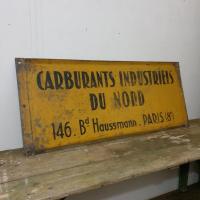 CARBURANTS INDUSTRIELS
DU NORD
146. Bd Haussmann. PARIS (8e)